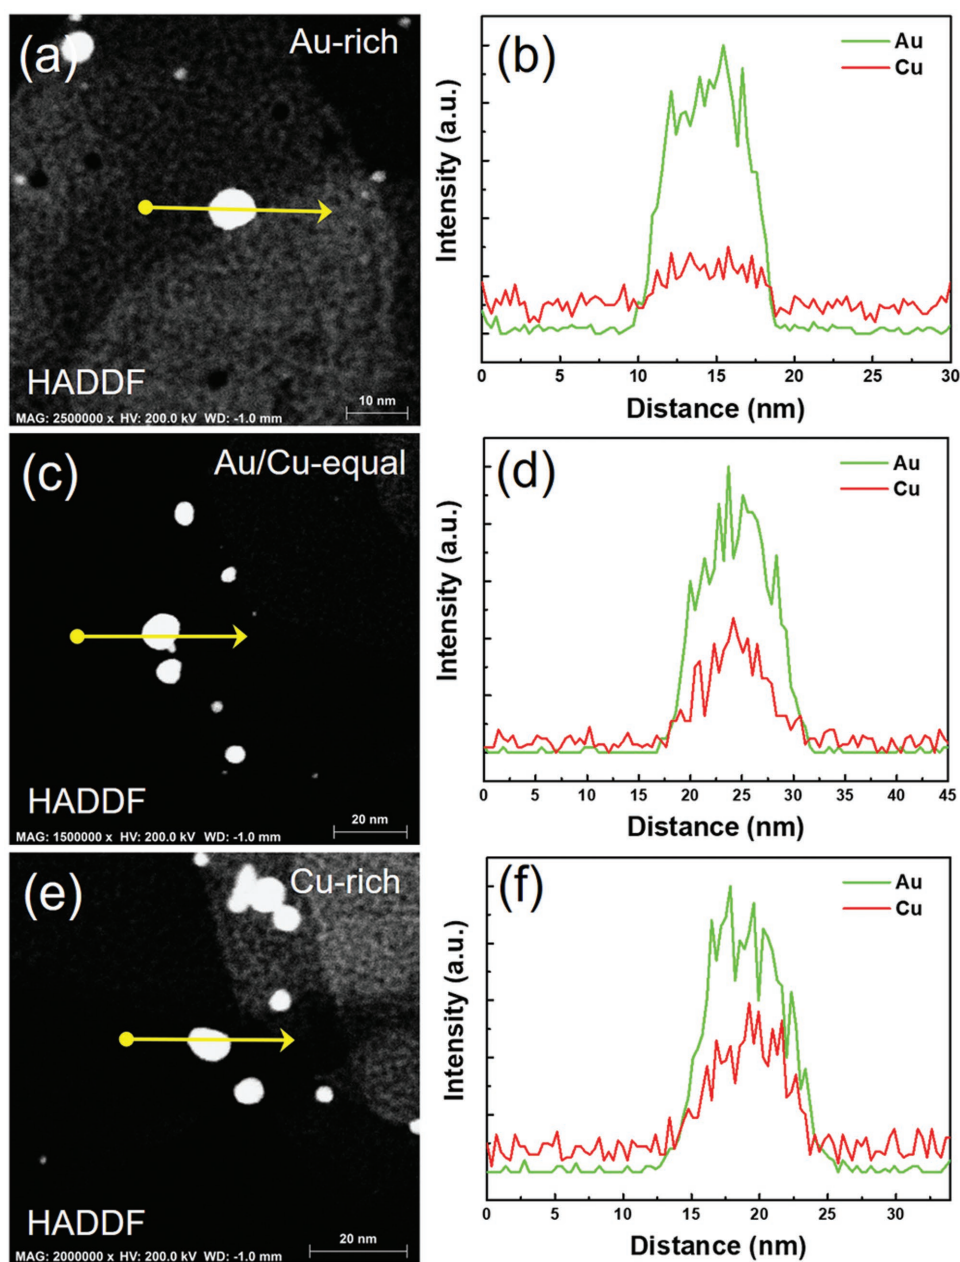 (a)
Au-rich
HADDF
MAG: 2500000 x HV: 200.0 kV WD: -1.0 mm
10 nm
(b)
Au
Cu
Intensity (a.u.)
0 5 10 15 20 25 30
Distance (nm)
(c)
Au/Cu-equal
HADDF
MAG: 1500000 x HV: 200.0 kV WD: -1.0 mm
20 nm
(d)
Au
Cu
Intensity (a.u.)
0 5 10 15 20 25 30 35 40 45
Distance (nm)
(e)
Cu-rich
HADDF
MAG: 2000000 x HV: 200.0 kV WD: -1.0 mm
20 nm
(f)
Au
Cu
Intensity (a.u.)
0 5 10 15 20 25 30
Distance (nm)